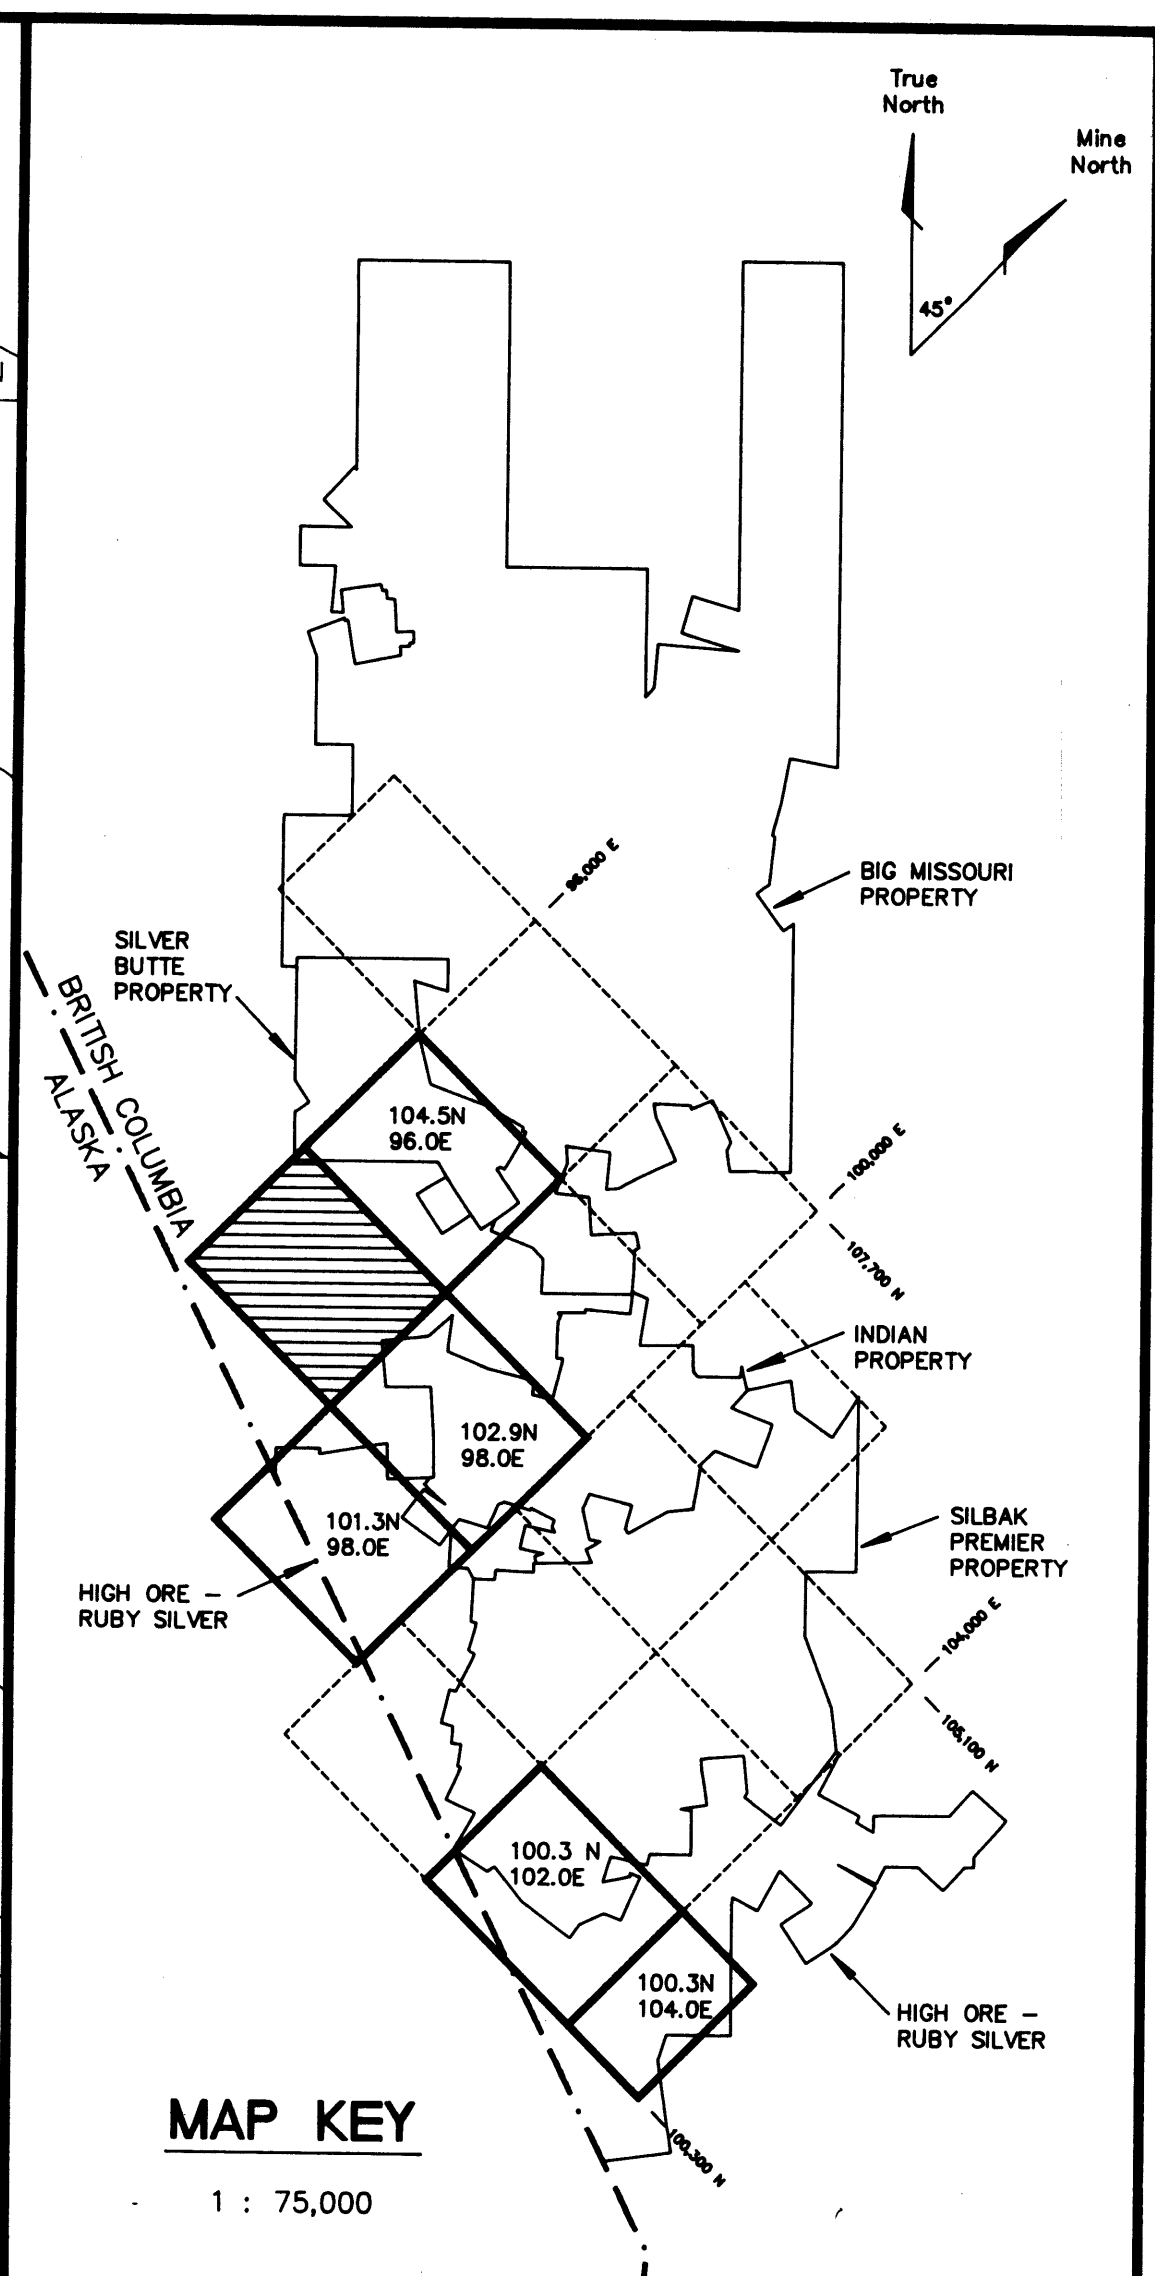 True
North
Mine
North
45°
96,000 E
BIG MISSOURI
PROPERTY
SILVER
BUTTE
PROPERTY
BRITISH COLUMBIA
ALASKA
104.5N
96.0E
100,000 E
107,700 N
INDIAN
PROPERTY
102.9N
98.0E
101.3N
98.0E
SILBAK
PREMIER
PROPERTY
HIGH ORE –
RUBY SILVER
104,000 E
105,100 N
100.3 N
102.0E
100.3N
104.0E
HIGH ORE –
RUBY SILVER
100,300 N
MAP KEY
1 : 75,000